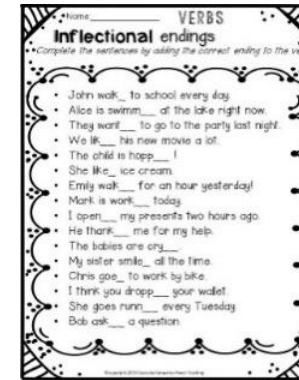 Name VERBS
Inflectional endings
Complete the sentences by adding the correct ending to the ve
John walk_ to school every day.
Alice is swimm___ at the lake right now.
They want___ to go to the party last night.
We lik___ his new movie a lot.
The child is hopp___ !
She like_ ice cream.
Emily walk___ for an hour yesterday!
Mark is work___ today.
I open___ my presents two hours ago.
He thank___ me for my help.
The babies are cry___.
My sister smile_ all the time.
Chris goe_ to work by bike.
I think you dropp___ your wallet.
She goes runn___ every Tuesday.
Bob ask___ a question.